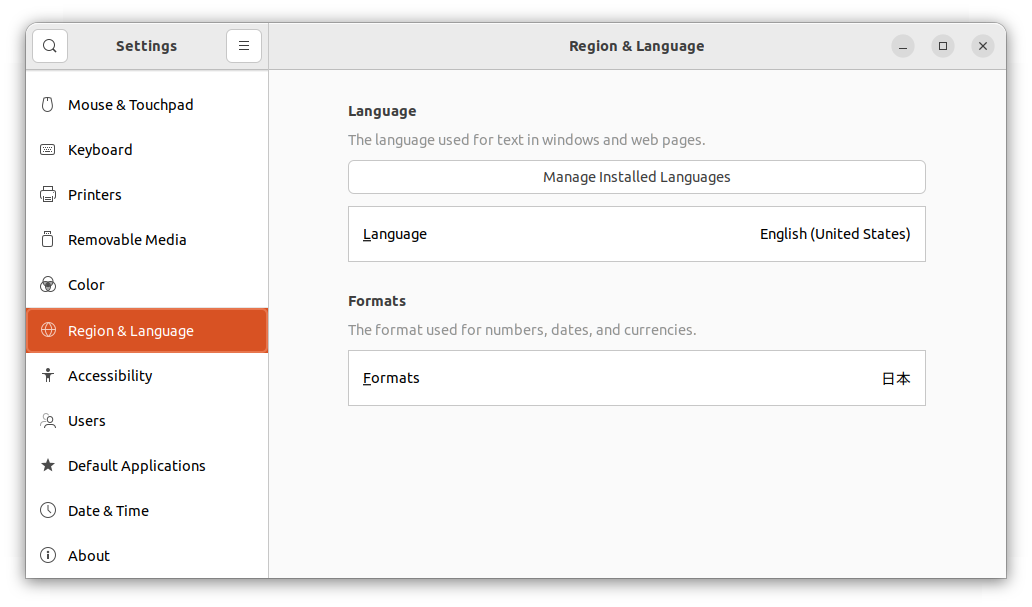 Settings
Region & Language
Mouse & Touchpad
Keyboard
Printers
Removable Media
Color
Region & Language
Accessibility
Users
Default Applications
Date & Time
About
Language
The language used for text in windows and web pages.
Manage Installed Languages
Language English (United States)
Formats
The format used for numbers, dates, and currencies.
Formats 日本